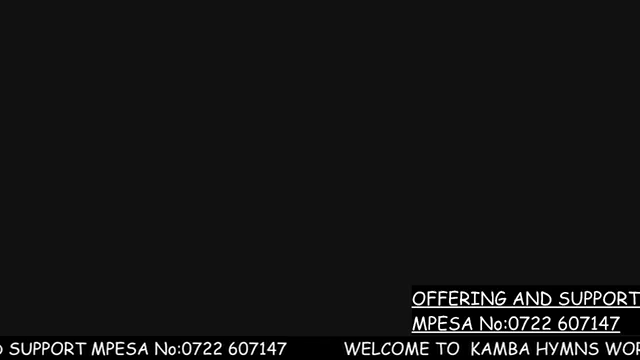 OFFERING AND SUPPORT
MPESA No:0722 607147
SUPPORT MPESA No:0722 607147 WELCOME TO KAMBA HYMNS